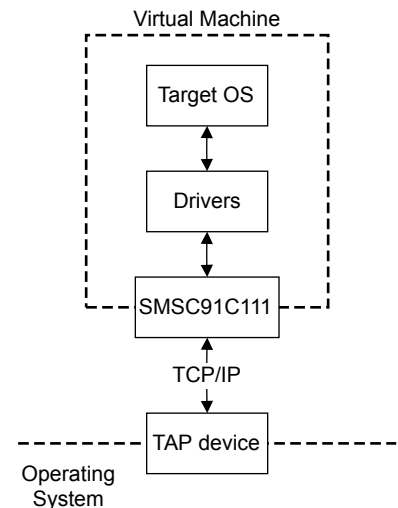 Virtual Machine
Target OS
Drivers
SMSC91C111
TCP/IP
TAP device
Operating
System